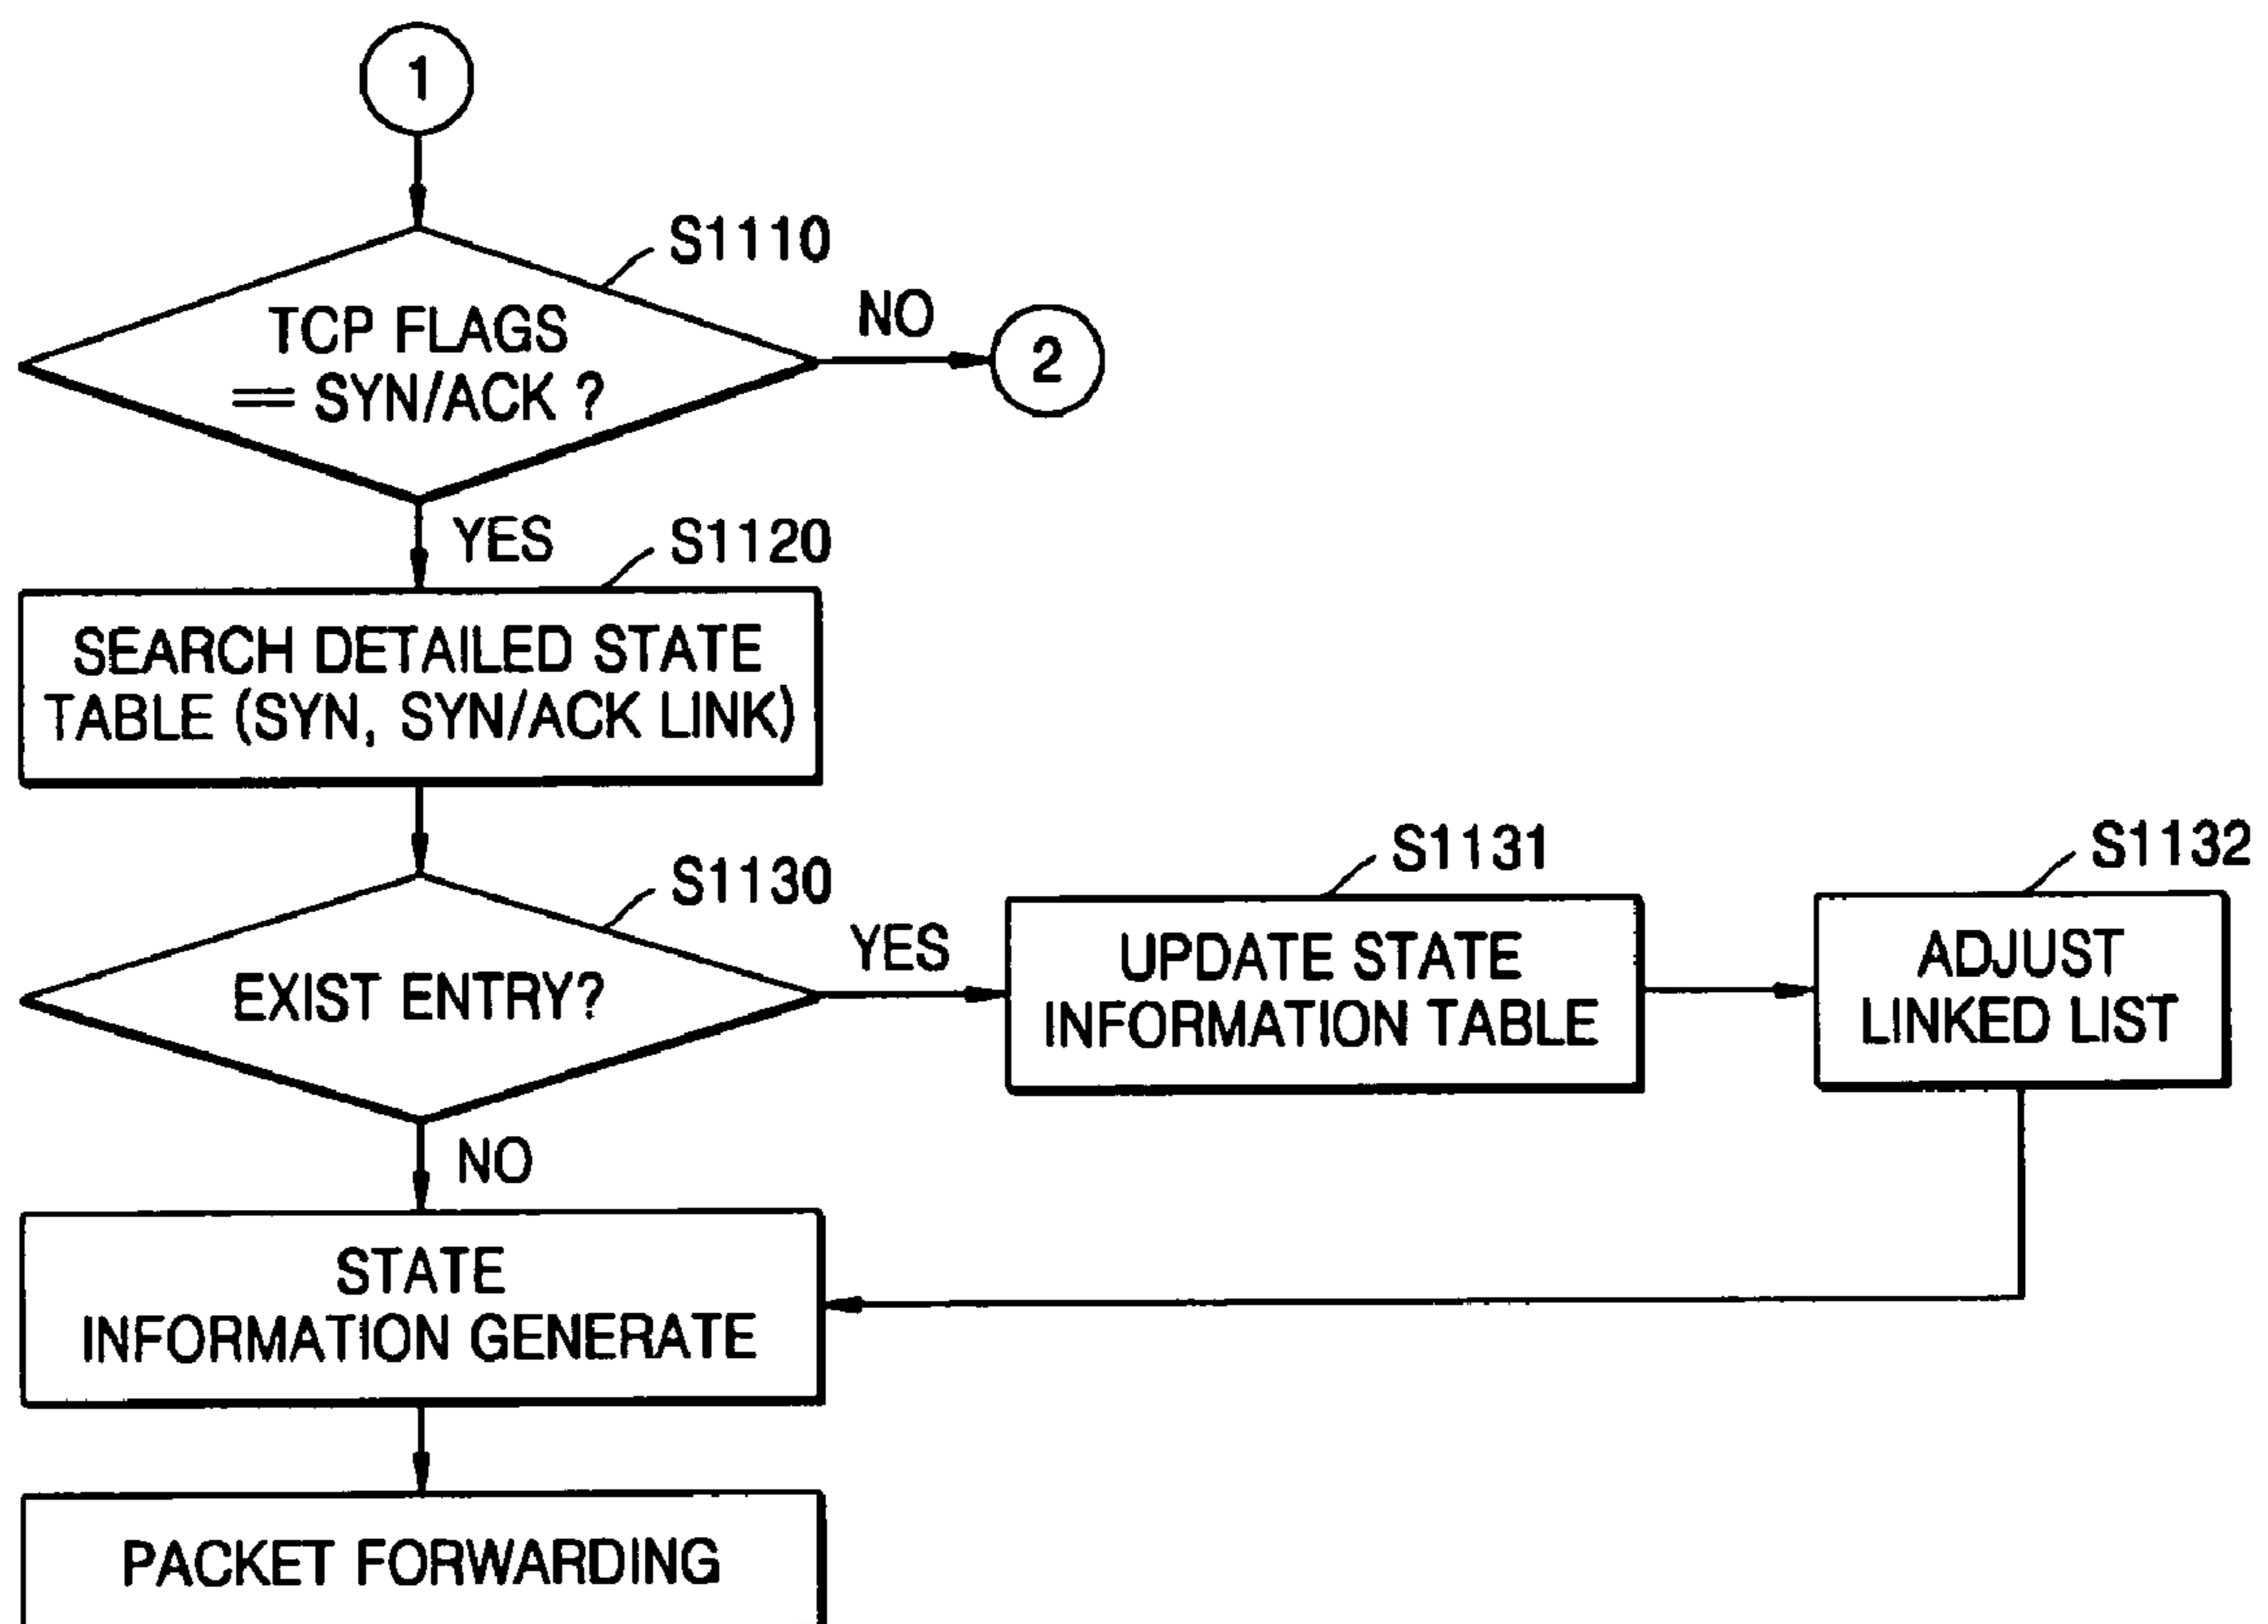 1
S1110
TCP FLAGS
== SYN/ACK ?
NO
2
YES
S1120
SEARCH DETAILED STATE
TABLE (SYN, SYN/ACK LINK)
S1130
EXIST ENTRY?
YES
S1131
UPDATE STATE
INFORMATION TABLE
S1132
ADJUST
LINKED LIST
NO
STATE
INFORMATION GENERATE
PACKET FORWARDING